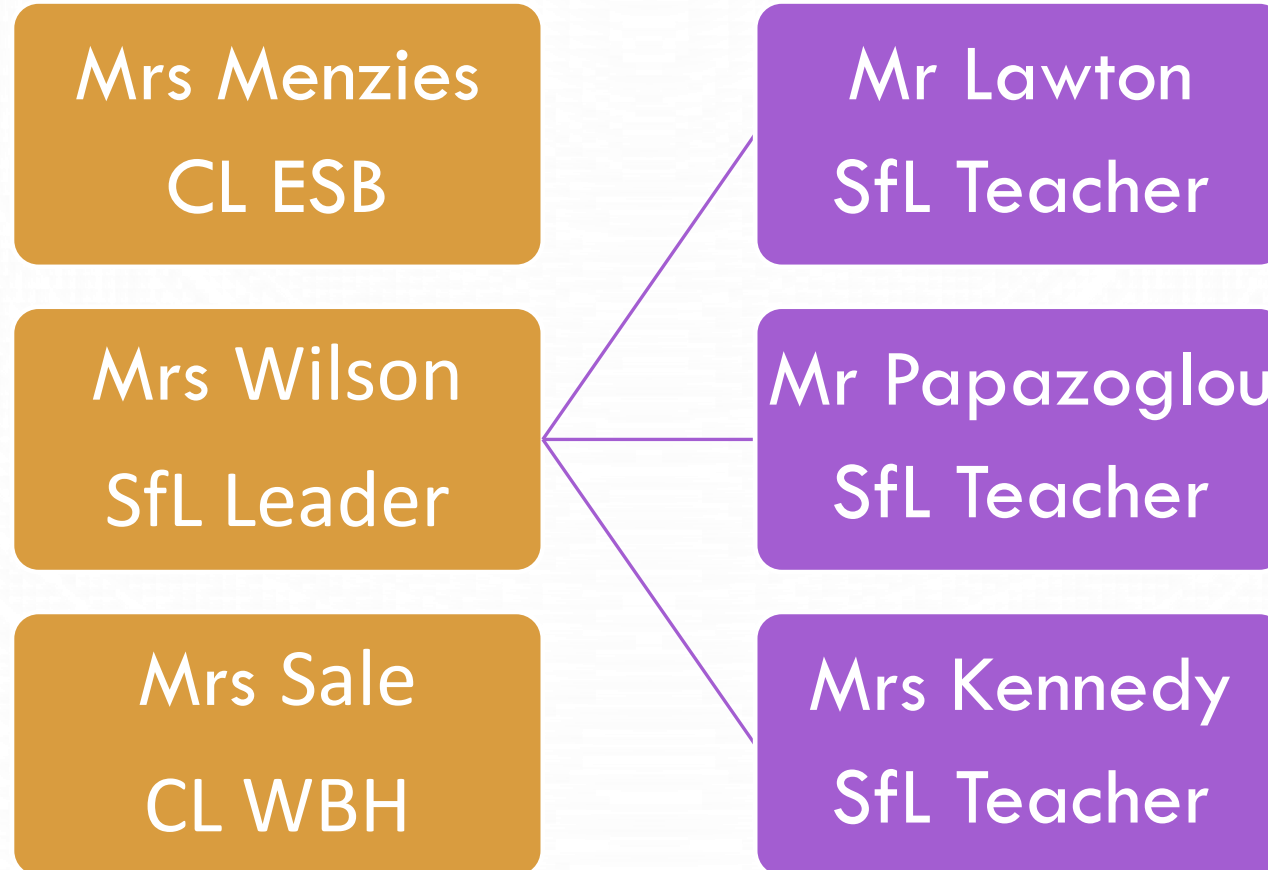 Mrs Menzies
CL ESB
Mrs Wilson
SfL Leader
Mrs Sale
CL WBH
Mr Lawton
SfL Teacher
Mr Papazoglou
SfL Teacher
Mrs Kennedy
SfL Teacher